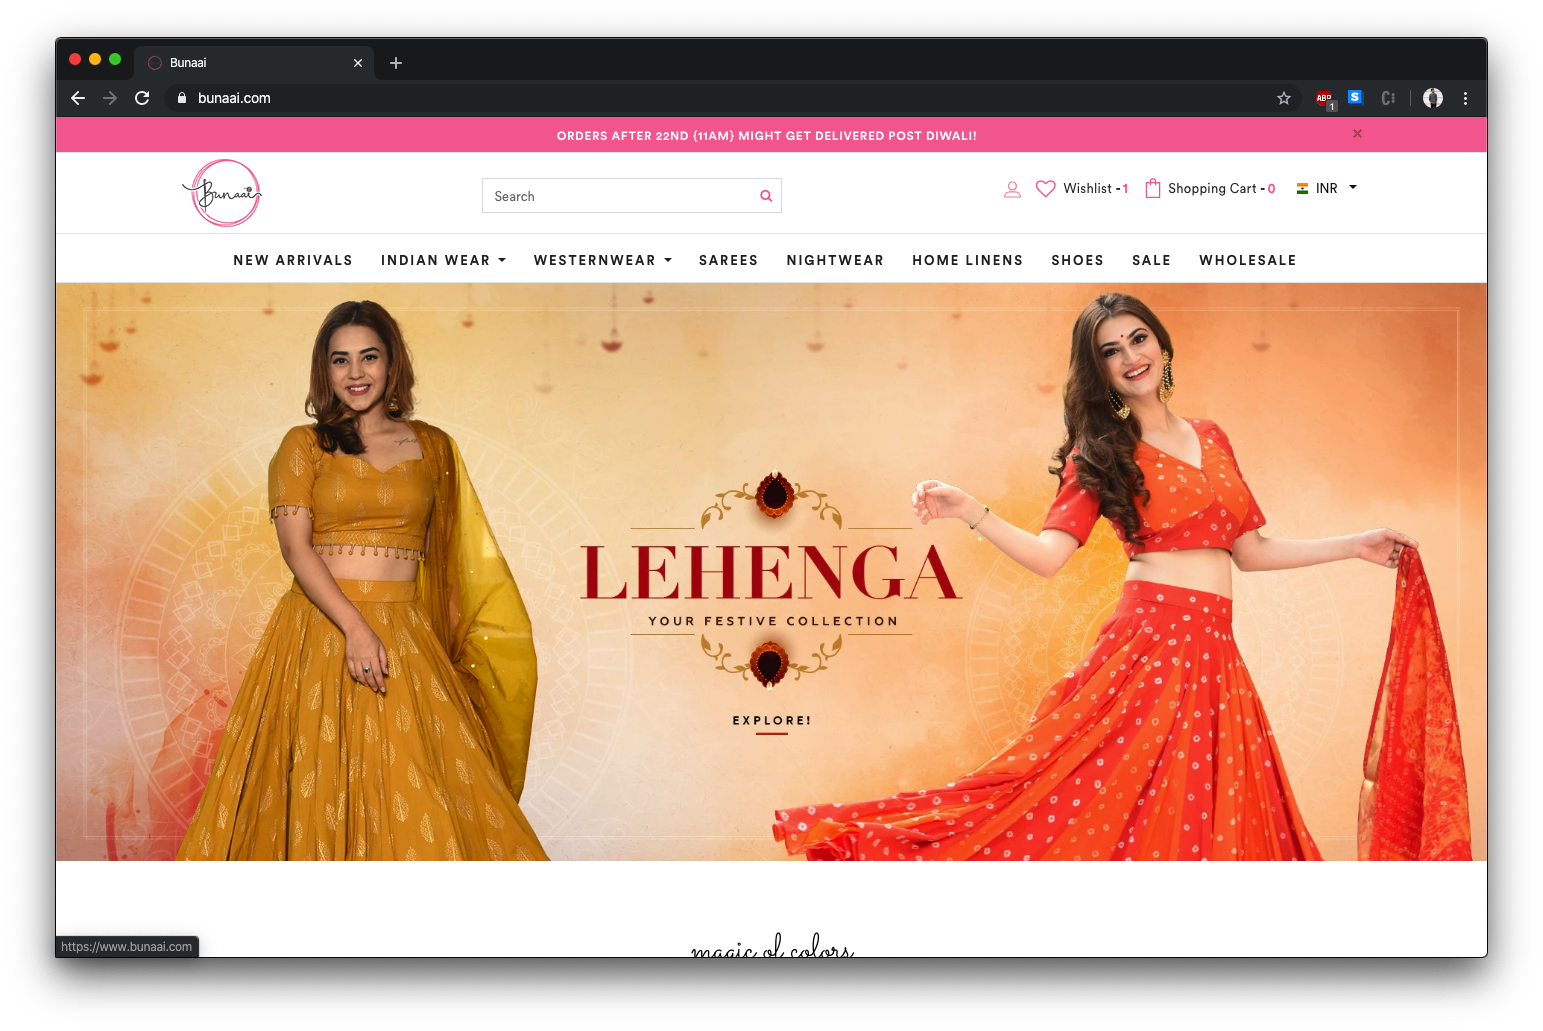 Bunaai
bunaai.com
ABP
1
S
ORDERS AFTER 22ND {11AM} MIGHT GET DELIVERED POST DIWALI!
Bunaai
Search
Wishlist - 1
Shopping Cart - 0
INR
NEW ARRIVALS INDIAN WEAR WESTERNWEAR SAREES NIGHTWEAR HOME LINENS SHOES SALE WHOLESALE
LEHENGA
YOUR FESTIVE COLLECTION
EXPLORE!
magic of colors
https://www.bunaai.com